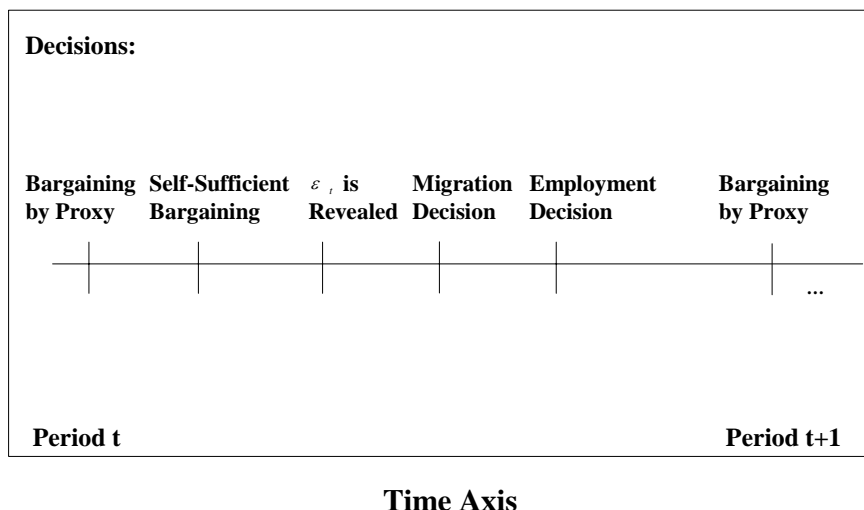 Decisions:
Bargaining Self-Sufficient ε t is Migration Employment Bargaining
by Proxy Bargaining Revealed Decision Decision by Proxy
...
Period t Period t+1
Time Axis